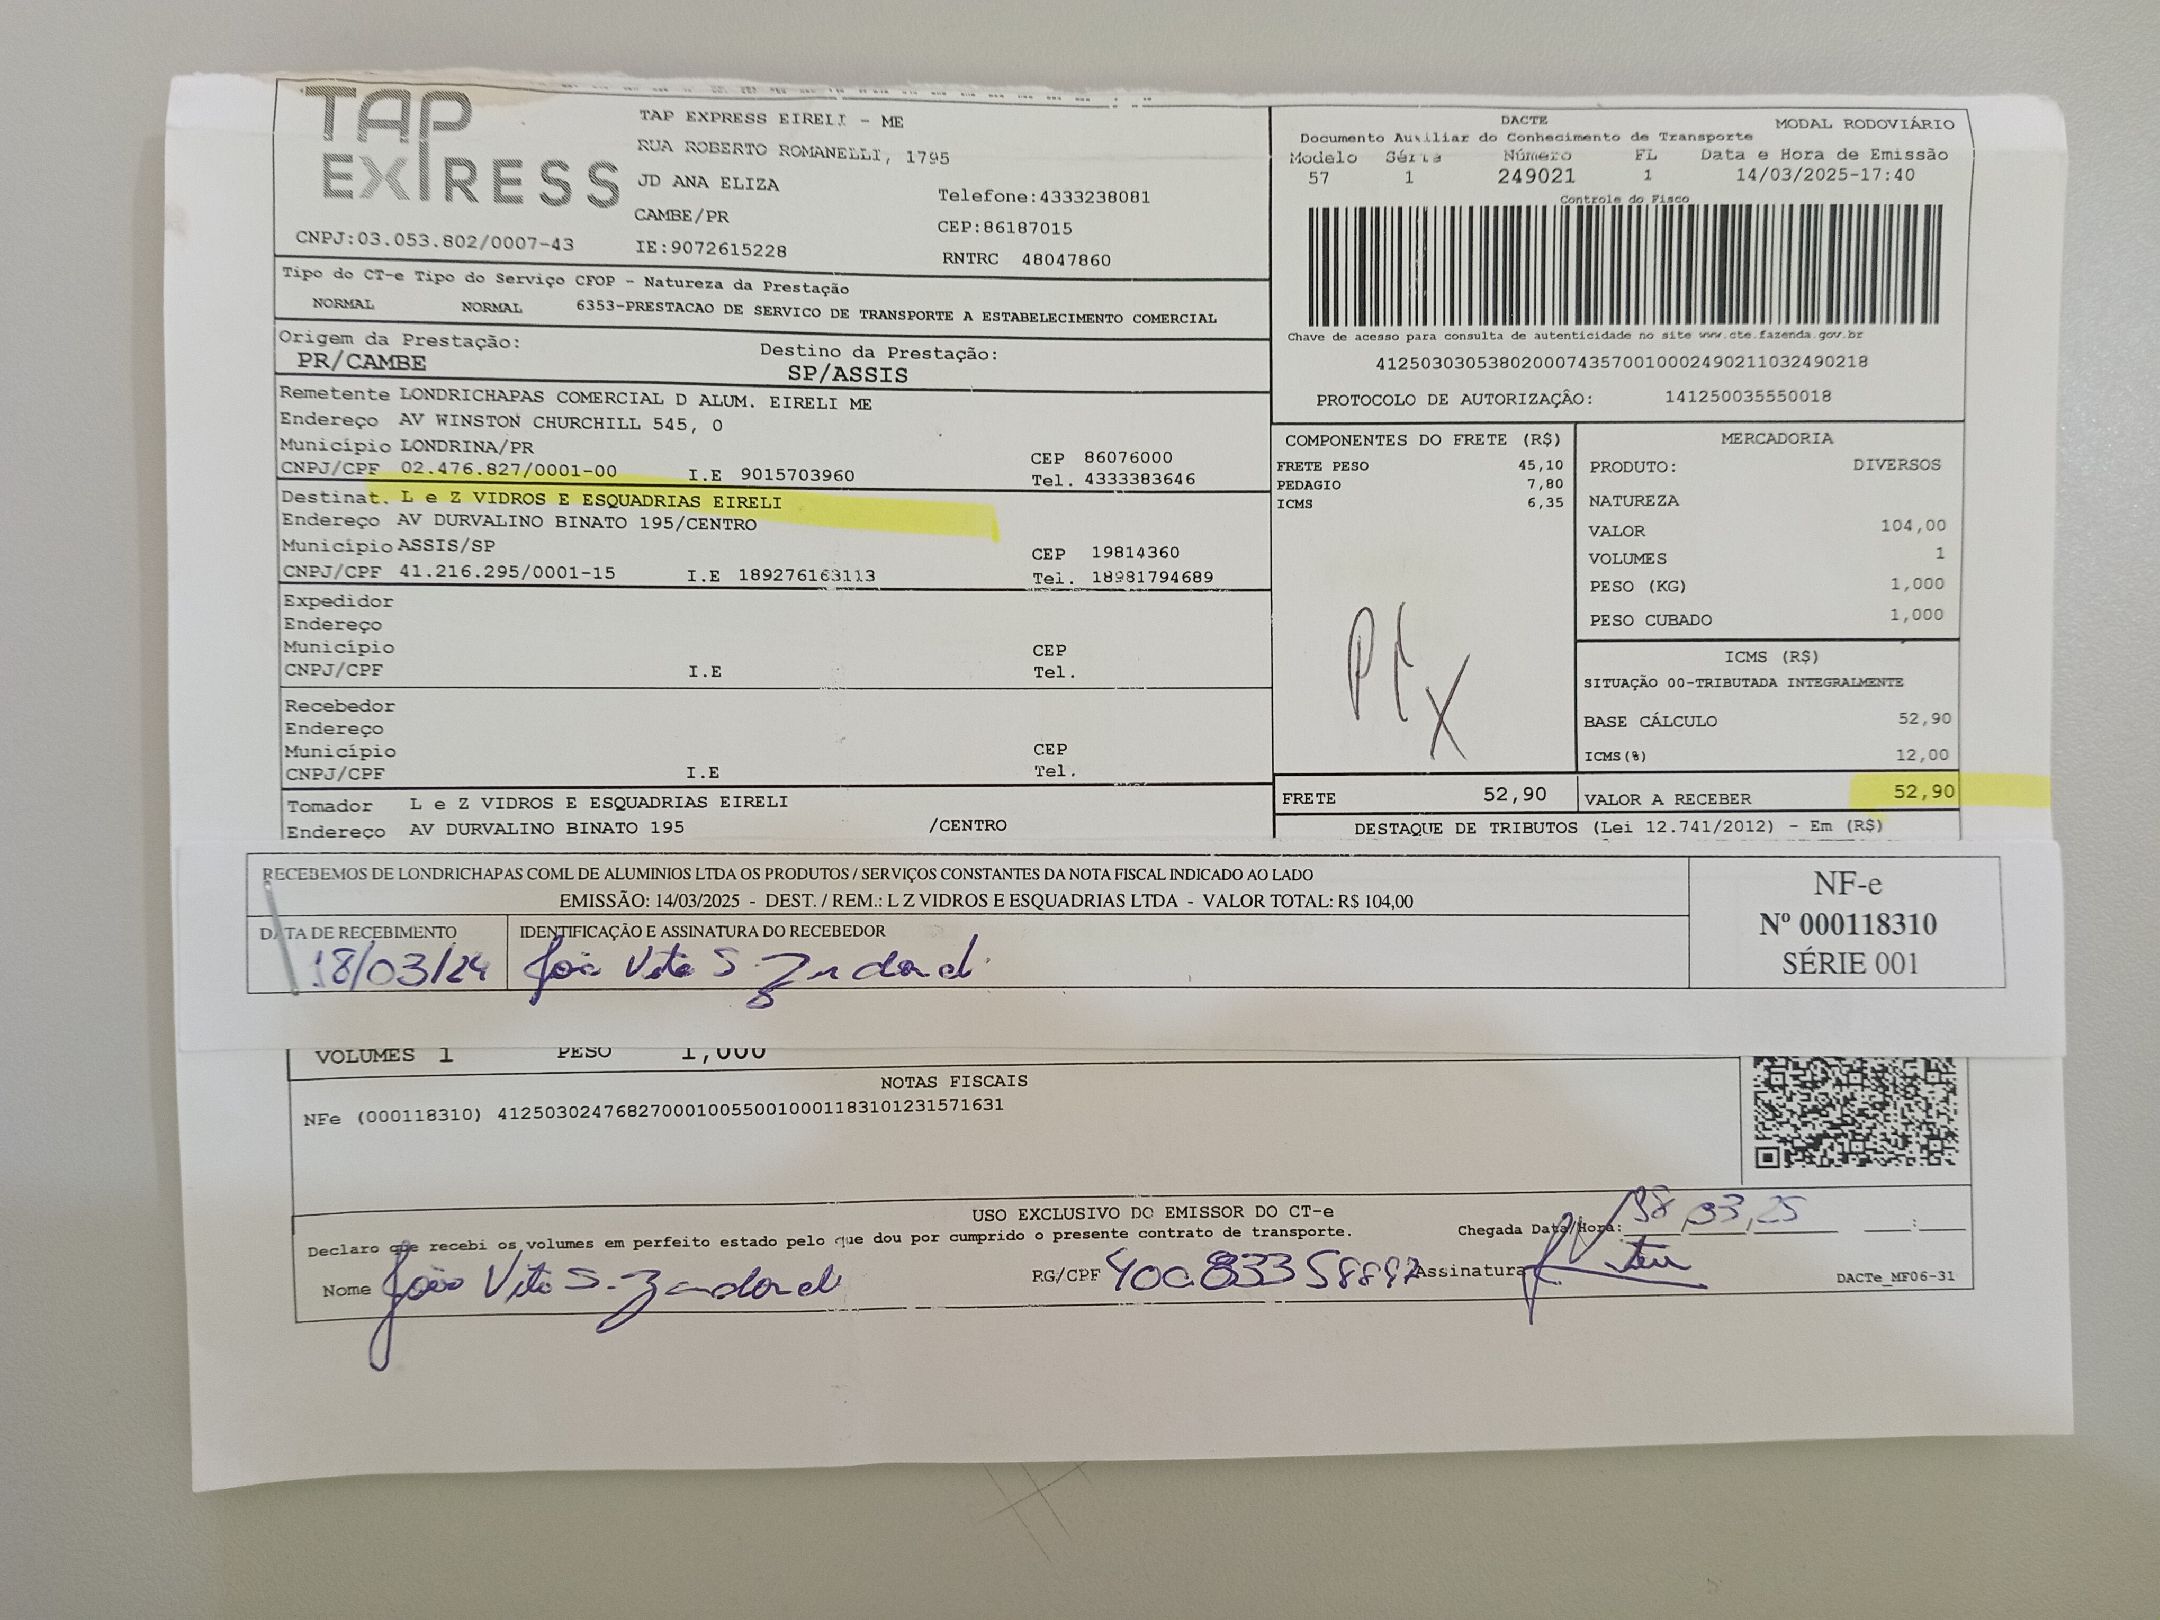 TAP EXPRESS
TAP EXPRESS EIRELI - ME
RUA ROBERTO ROMANELLI, 1795
JD ANA ELIZA
CAMBE/PR
Telefone:4333238081
CEP:86187015
CNPJ:03.053.802/0007-43
IE:9072615228
RNTRC 48047860
DACTE
MODAL RODOVIÁRIO
Documento Auxiliar do Conhecimento de Transporte
Modelo Série Número FL Data e Hora de Emissão
57 1 249021 1 14/03/2025-17:40
Controle do Fisco
Chave de acesso para consulta de autenticidade no site www.cte.fazenda.gov.br
41250303053802000743570010002490211032490218
PROTOCOLO DE AUTORIZAÇÃO: 141250035550018
Tipo do CT-e Tipo do Serviço CFOP - Natureza da Prestação
NORMAL NORMAL 6353-PRESTACAO DE SERVICO DE TRANSPORTE A ESTABELECIMENTO COMERCIAL
Origem da Prestação:
PR/CAMBE
Destino da Prestação:
SP/ASSIS
Remetente LONDRICHAPAS COMERCIAL D ALUM. EIRELI ME
Endereço AV WINSTON CHURCHILL 545, 0
Município LONDRINA/PR CEP 86076000
CNPJ/CPF 02.476.827/0001-00 I.E 9015703960 Tel. 4333383646
Destinat. L e Z VIDROS E ESQUADRIAS EIRELI
Endereço AV DURVALINO BINATO 195/CENTRO
Município ASSIS/SP CEP 19814360
CNPJ/CPF 41.216.295/0001-15 I.E 189276163113 Tel. 18981794689
Expedidor
Endereço
Município CEP
CNPJ/CPF I.E Tel.
Recebedor
Endereço
Município CEP
CNPJ/CPF I.E Tel.
Tomador L e Z VIDROS E ESQUADRIAS EIRELI
Endereço AV DURVALINO BINATO 195 /CENTRO
COMPONENTES DO FRETE (R$)
FRETE PESO 45,10
PEDAGIO 7,80
ICMS 6,35
FRETE 52,90
MERCADORIA
PRODUTO: DIVERSOS
NATUREZA
VALOR 104,00
VOLUMES 1
PESO (KG) 1,000
PESO CUBADO 1,000
ICMS (R$)
SITUAÇÃO 00-TRIBUTADA INTEGRALMENTE
BASE CÁLCULO 52,90
ICMS(%) 12,00
VALOR A RECEBER 52,90
DESTAQUE DE TRIBUTOS (Lei 12.741/2012) - Em (R$)
RECEBEMOS DE LONDRICHAPAS COML DE ALUMINIOS LTDA OS PRODUTOS / SERVIÇOS CONSTANTES DA NOTA FISCAL INDICADO AO LADO
EMISSÃO: 14/03/2025 - DEST. / REM.: L Z VIDROS E ESQUADRIAS LTDA - VALOR TOTAL: R$ 104,00
DATA DE RECEBIMENTO
18/03/24
IDENTIFICAÇÃO E ASSINATURA DO RECEBEDOR
João Vito S.
NF-e
Nº 000118310
SÉRIE 001
VOLUMES 1 PESO 1,000
NOTAS FISCAIS
NFe (000118310) 41250302476827000100550010001183101231571631
USO EXCLUSIVO DO EMISSOR DO CT-e
Declaro que recebi os volumes em perfeito estado pelo que dou por cumprido o presente contrato de transporte.
Chegada Data/Hora: 18 03 25 :
Nome João Vito S.
RG/CPF
Assinatura
DACTe_MF06-31